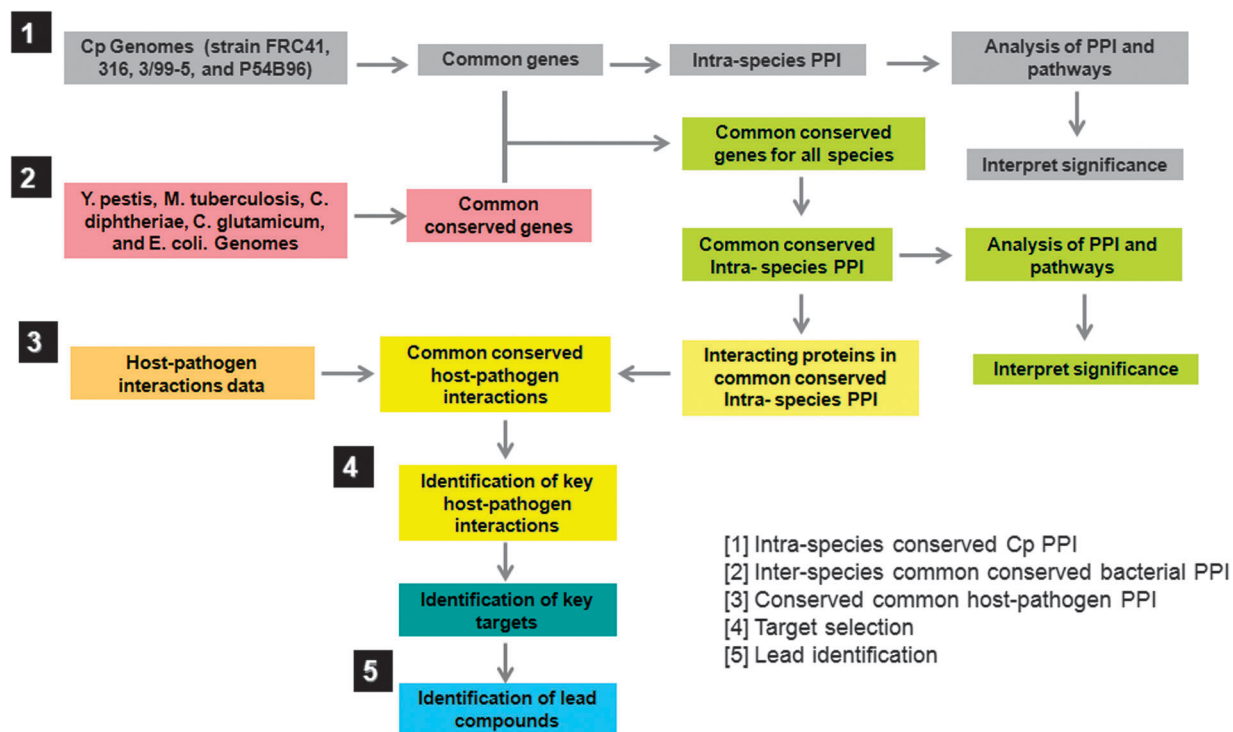 1
Cp Genomes (strain FRC41,
316, 3/99-5, and P54B96)
Common genes
Intra-species PPI
Analysis of PPI and
pathways
Common conserved
genes for all species
Interpret significance
2
Y. pestis, M. tuberculosis, C.
diphtheriae, C. glutamicum,
and E. coli. Genomes
Common
conserved genes
Common conserved
Intra- species PPI
Analysis of PPI and
pathways
3
Host-pathogen
interactions data
Common conserved
host-pathogen
interactions
Interacting proteins in
common conserved
Intra- species PPI
Interpret significance
4
Identification of key
host-pathogen
interactions
Identification of key
targets
5
Identification of lead
compounds
[1] Intra-species conserved Cp PPI
[2] Inter-species common conserved bacterial PPI
[3] Conserved common host-pathogen PPI
[4] Target selection
[5] Lead identification